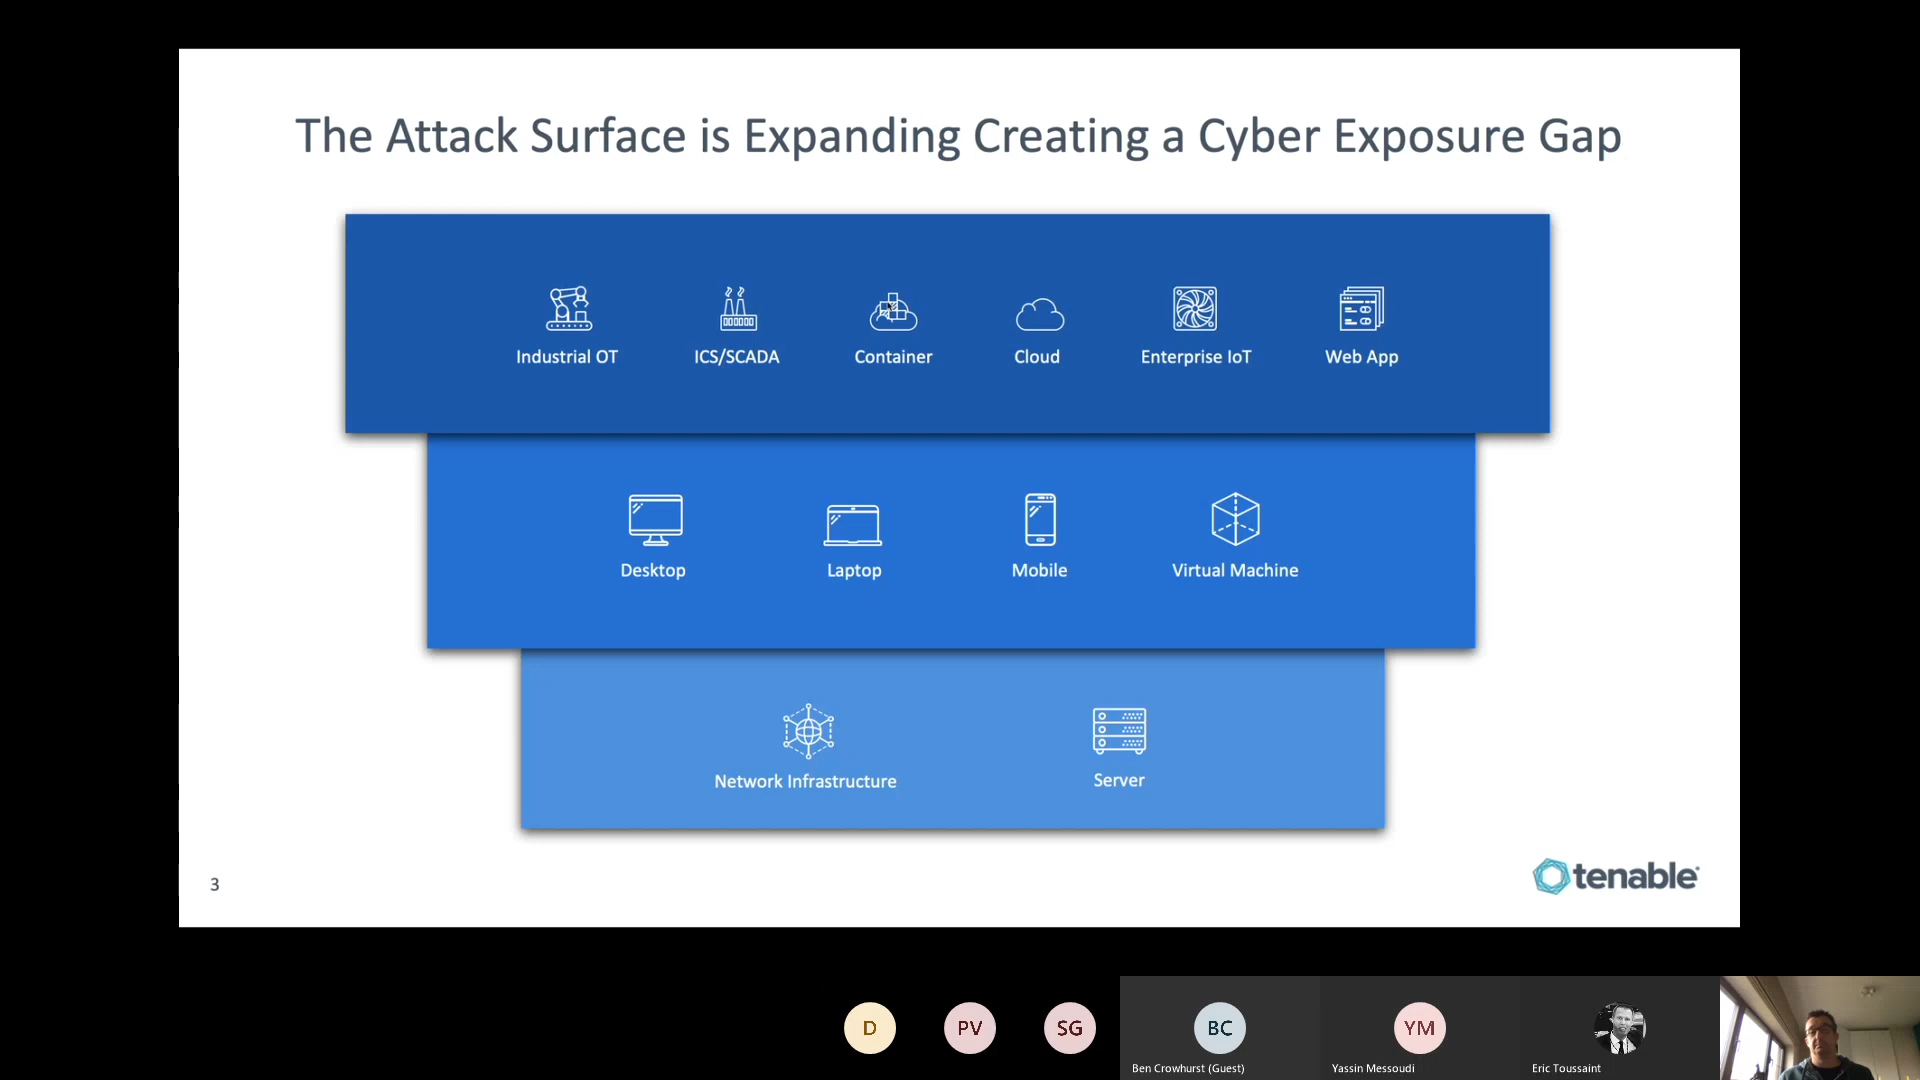 The Attack Surface is Expanding Creating a Cyber Exposure Gap
Industrial OT ICS/SCADA Container Cloud Enterprise IoT Web App
Desktop Laptop Mobile Virtual Machine
Network Infrastructure Server
3
tenable
D PV SG BC YM
Ben Crowhurst (Guest) Yassin Messoudi Eric Toussaint